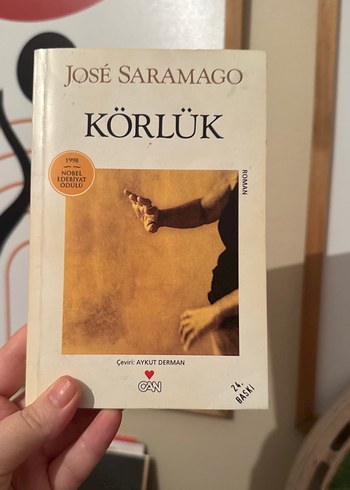 JOSÉ SARAMAGO
KÖRLÜK
1998
NOBEL
EDEBİYAT
ÖDÜLÜ
ROMAN
Çeviri: AYKUT DERMAN
CAN
24.
BASKI